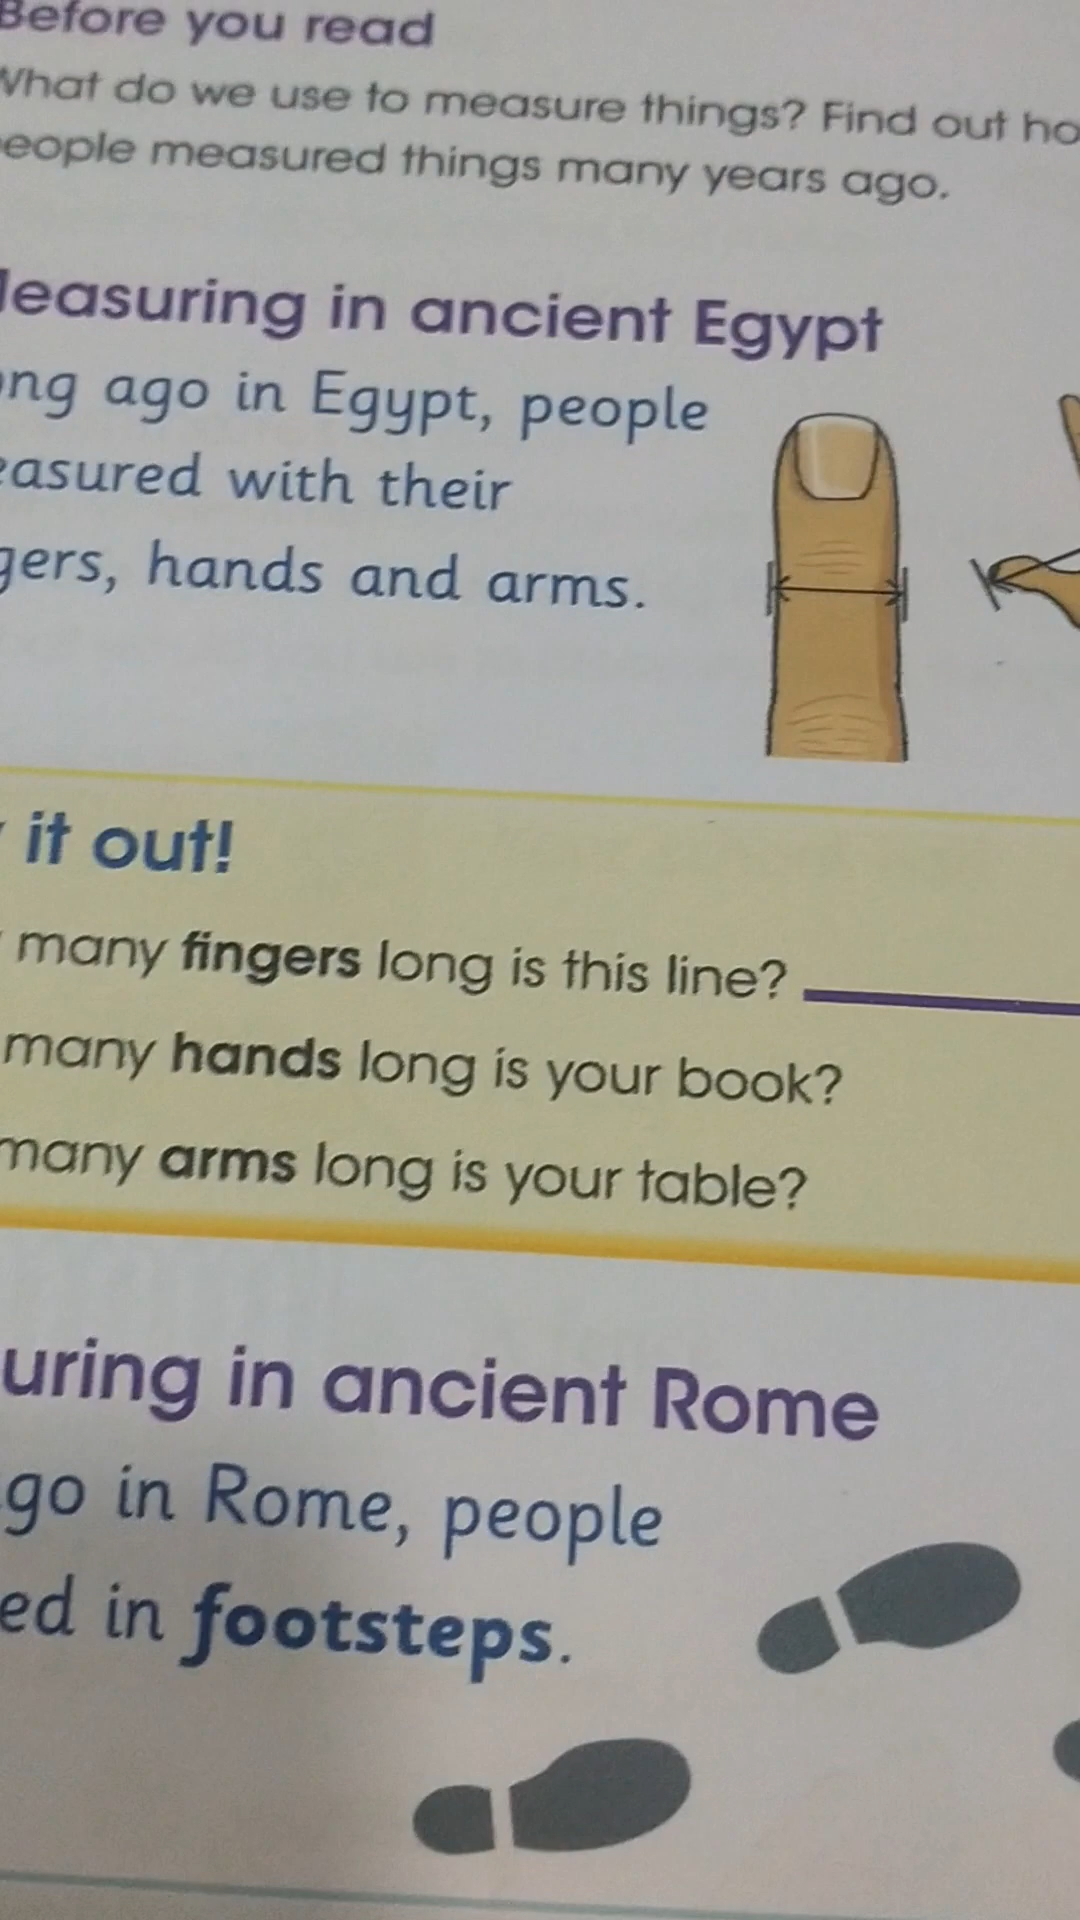 Before you read
What do we use to measure things? Find out ho
eople measured things many years ago.
Measuring in ancient Egypt
ng ago in Egypt, people
easured with their
gers, hands and arms.
it out!
many fingers long is this line?
many hands long is your book?
many arms long is your table?
uring in ancient Rome
go in Rome, people
ed in footsteps.